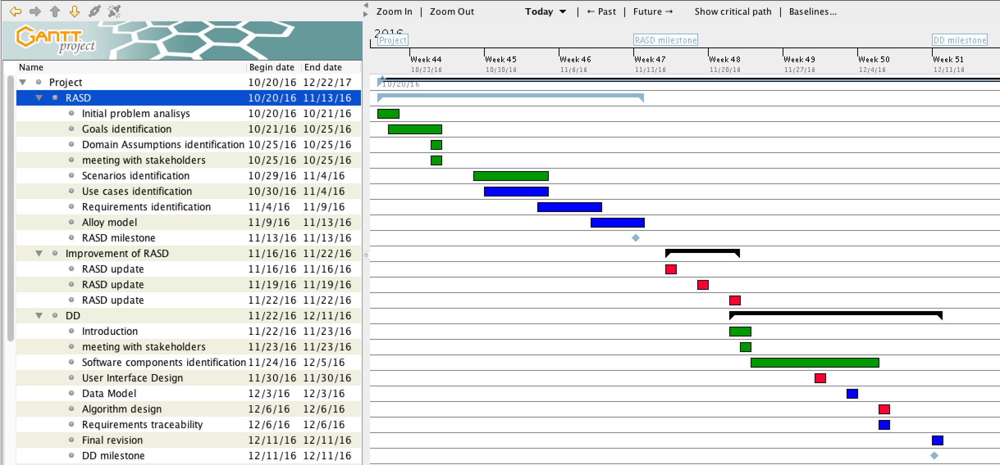 Zoom In | Zoom Out Today | ← Past | Future → Show critical path | Baselines...
GANTT
project
2016
Project RASD milestone DD milestone
Week 44 Week 45 Week 46 Week 47 Week 48 Week 49 Week 50 Week 51
10/23/16 10/30/16 11/6/16 11/13/16 11/20/16 11/27/16 12/4/16 12/11/16
Name Begin date End date
Project 10/20/16 12/22/17
10/20/16
RASD 10/20/16 11/13/16
Initial problem analisys 10/20/16 10/21/16
Goals identification 10/21/16 10/25/16
Domain Assumptions identification 10/25/16 10/25/16
meeting with stakeholders 10/25/16 10/25/16
Scenarios identification 10/29/16 11/4/16
Use cases identification 10/30/16 11/4/16
Requirements identification 11/4/16 11/9/16
Alloy model 11/9/16 11/13/16
RASD milestone 11/13/16 11/13/16
Improvement of RASD 11/16/16 11/22/16
RASD update 11/16/16 11/16/16
RASD update 11/19/16 11/19/16
RASD update 11/22/16 11/22/16
DD 11/22/16 12/11/16
Introduction 11/22/16 11/23/16
meeting with stakeholders 11/23/16 11/23/16
Software components identification 11/24/16 12/5/16
User Interface Design 11/30/16 11/30/16
Data Model 12/3/16 12/3/16
Algorithm design 12/6/16 12/6/16
Requirements traceability 12/6/16 12/6/16
Final revision 12/11/16 12/11/16
DD milestone 12/11/16 12/11/16